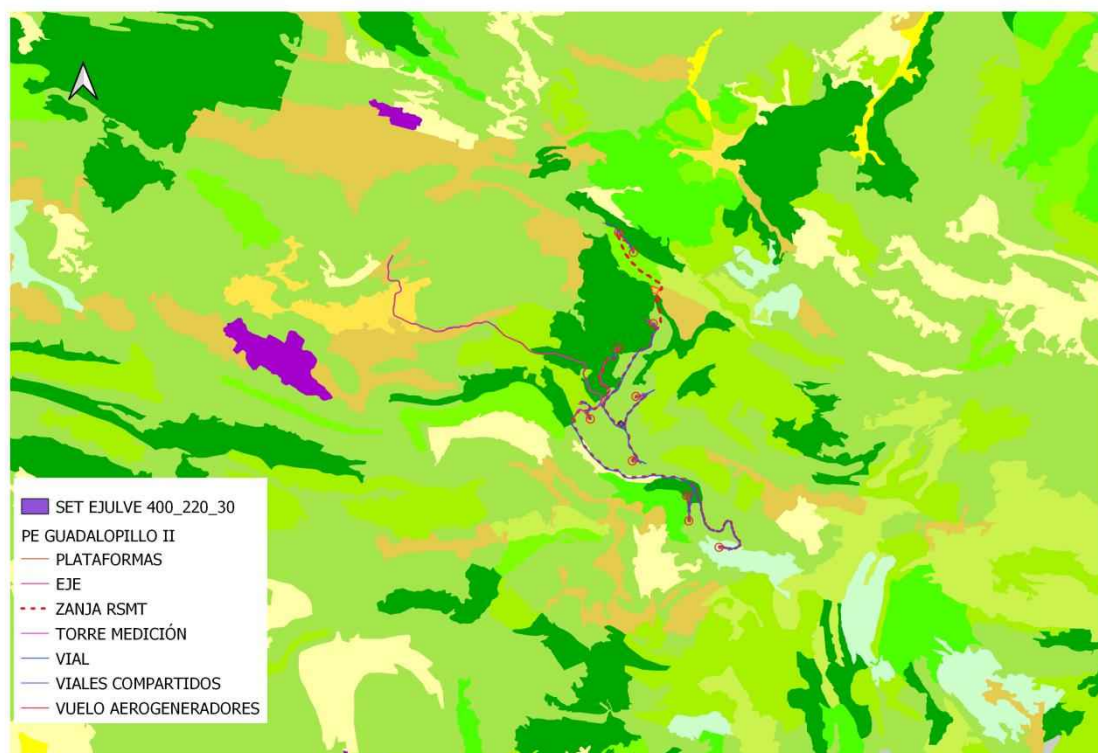 SET EJULVE 400_220_30
PE GUADALOPILLO II
PLATAFORMAS
EJE
ZANJA RSMT
TORRE MEDICIÓN
VIAL
VIALES COMPARTIDOS
VUELO AEROGENERADORES